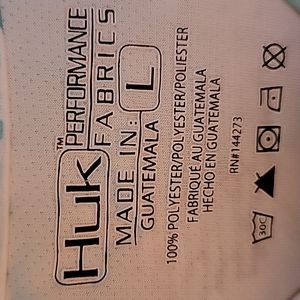 Huk™
PERFORMANCE
FABRICS
MADE IN:
GUATEMALA
L
100% POLYESTER/POLYESTER/POLIESTER
FABRIQUÉ AU GUATEMALA
HECHO EN GUATEMALA
RN#144273
30C